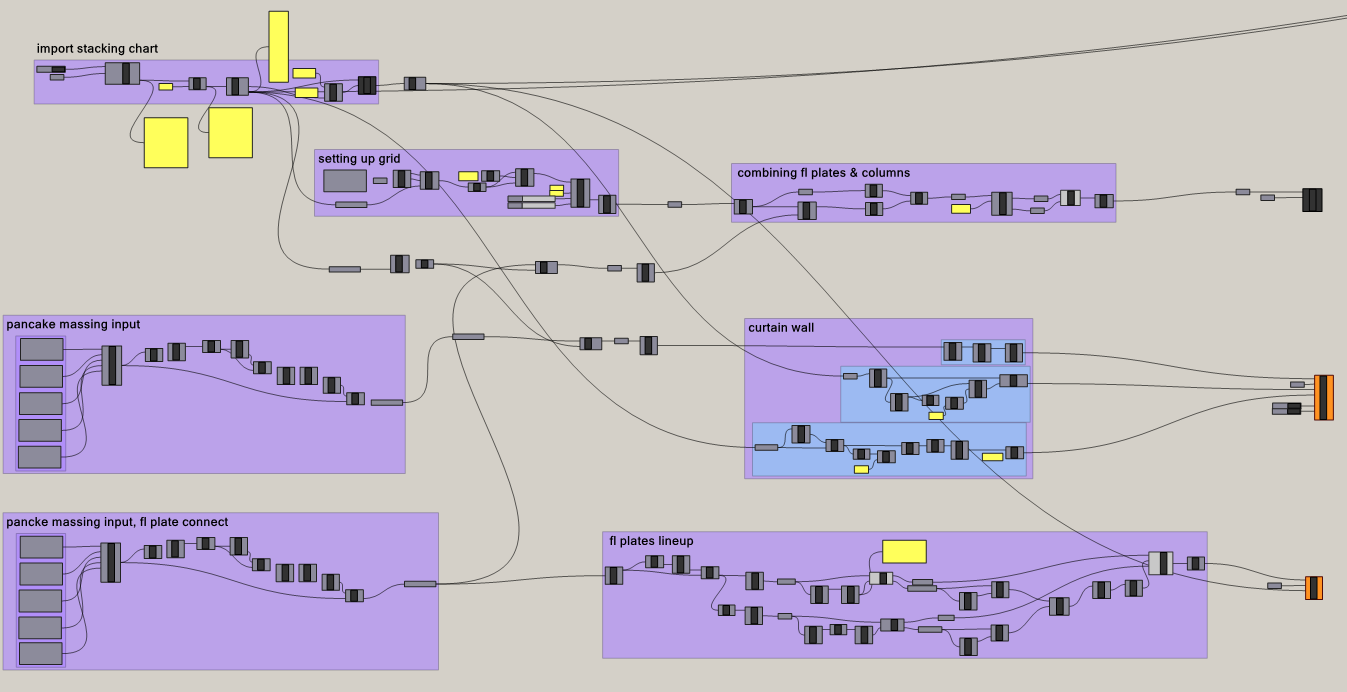 import stacking chart
setting up grid
combining fl plates & columns
pancake massing input
curtain wall
pancke massing input, fl plate connect
fl plates lineup